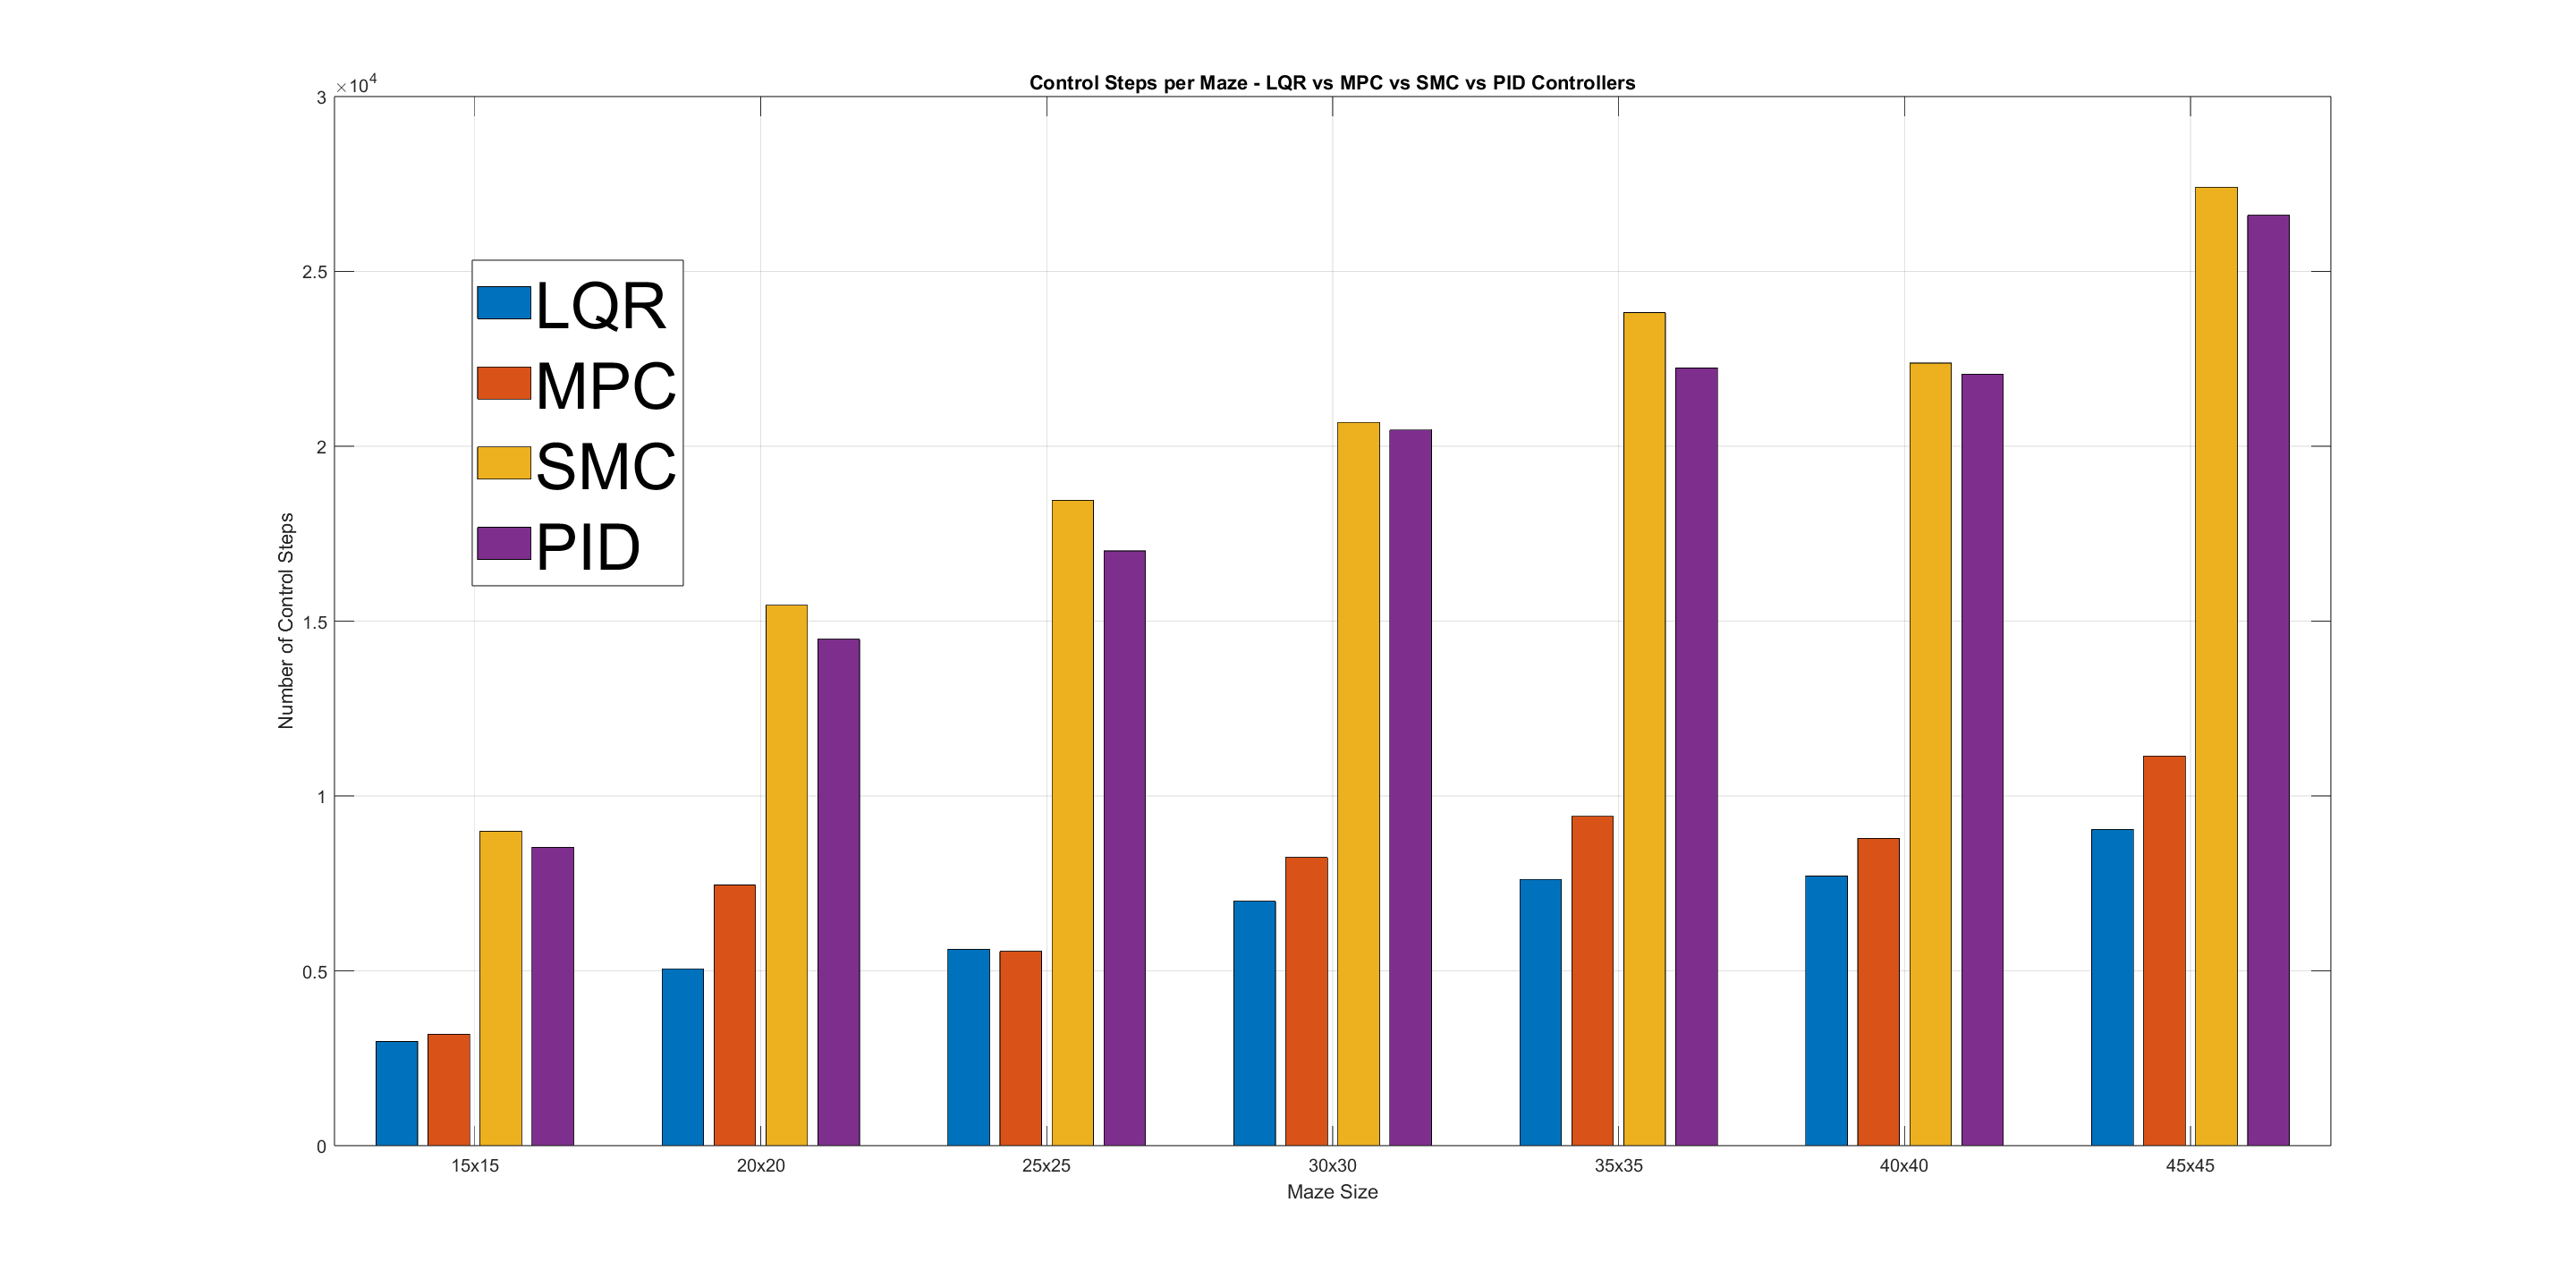 Control Steps per Maze - LQR vs MPC vs SMC vs PID Controllers
×10⁴
3
2.5
2
1.5
1
0.5
0
Number of Control Steps
LQR
MPC
SMC
PID
15x15 20x20 25x25 30x30 35x35 40x40 45x45
Maze Size